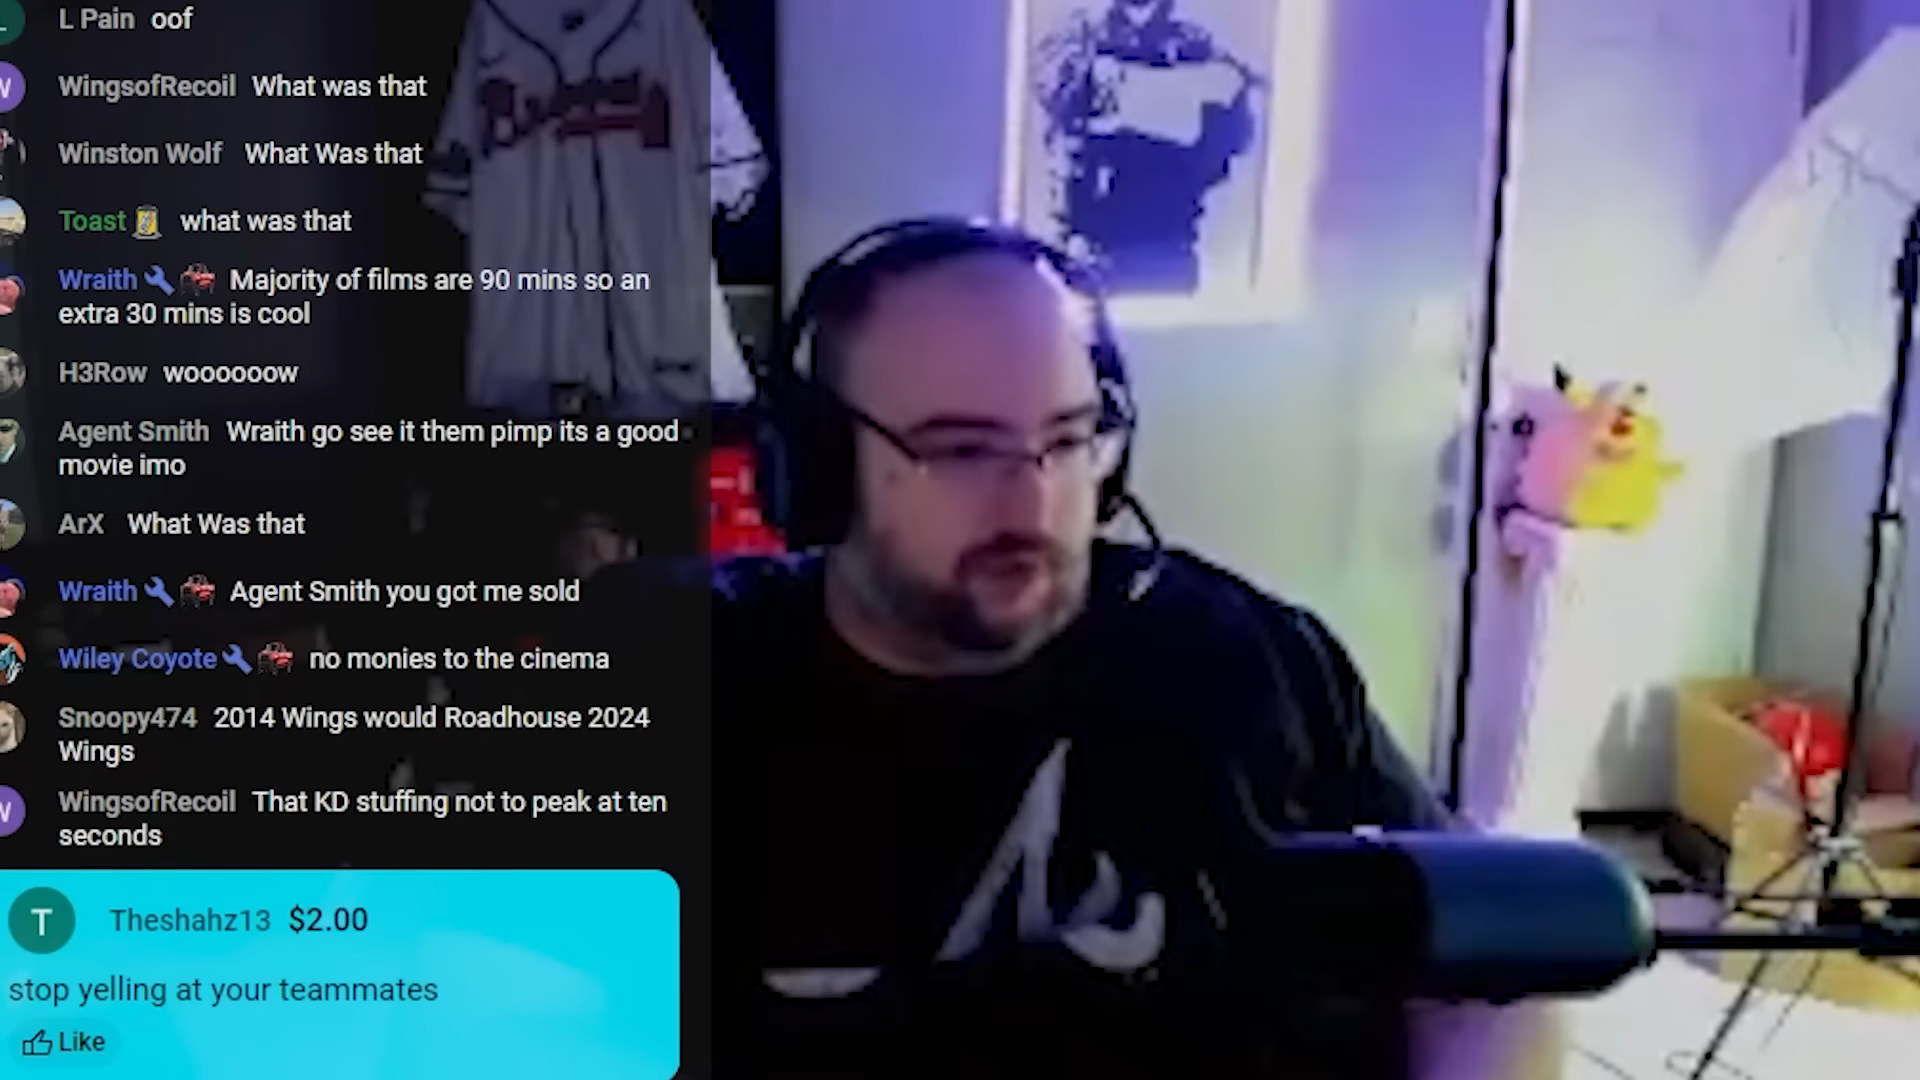 L Pain oof
WingsofRecoil What was that
Winston Wolf What Was that
Toast what was that
Wraith Majority of films are 90 mins so an
extra 30 mins is cool
H3Row woooooow
Agent Smith Wraith go see it them pimp its a good
movie imo
ArX What Was that
Wraith Agent Smith you got me sold
Wiley Coyote no monies to the cinema
Snoopy474 2014 Wings would Roadhouse 2024
Wings
WingsofRecoil That KD stuffing not to peak at ten
seconds
T Theshahz13 $2.00
stop yelling at your teammates
Like